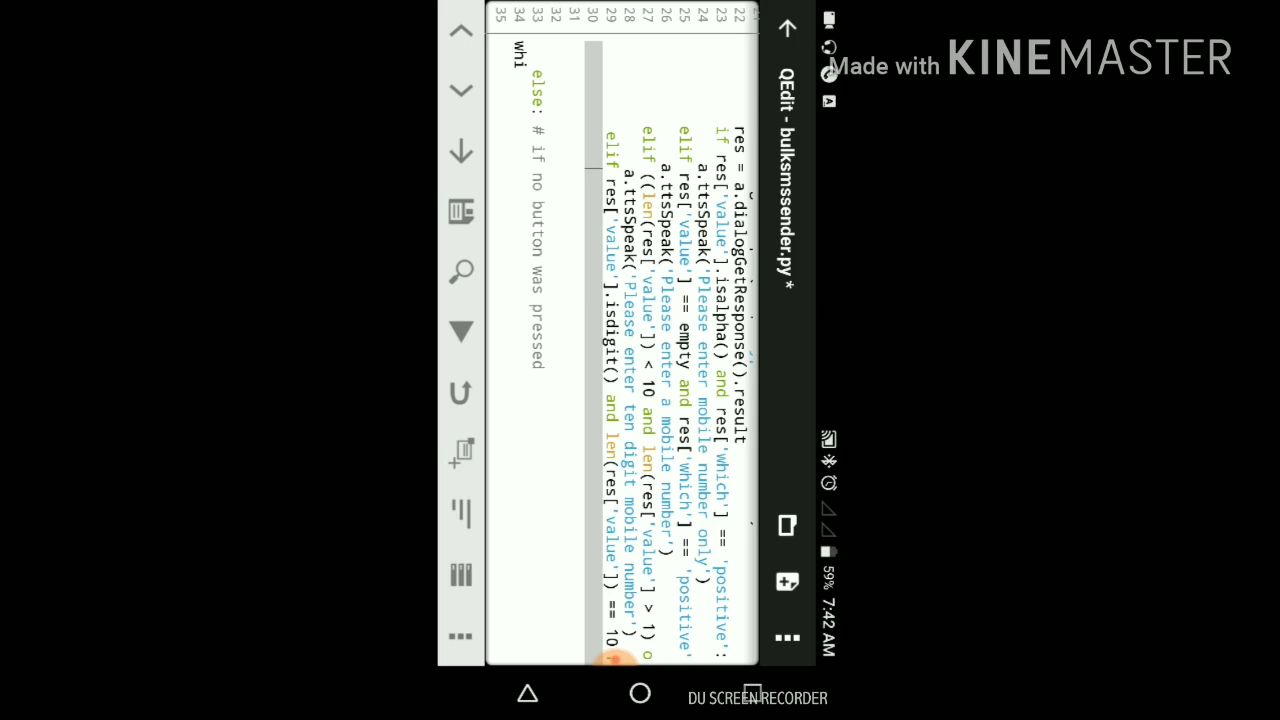 Made with KINEMASTER
59% 7:42 AM
QEdit - bulksmssender.py *
22 res = a.dialogGetResponse().result
23 if res['value'].isalpha() and res['which'] == 'positive':
24 a.ttsSpeak('Please enter mobile number only')
25 elif res['value'] == empty and res['which'] == 'positive'
26 a.ttsSpeak('Please enter a mobile number')
27 elif ((len(res['value']) < 10 and len(res['value'] > 1) o
28 a.ttsSpeak('Please enter ten digit mobile number')
29 elif res['value'].isdigit() and len(res['value']) == 10
30
31
32
33 else: # if no button was pressed
34 whi
35
DU SCREEN RECORDER